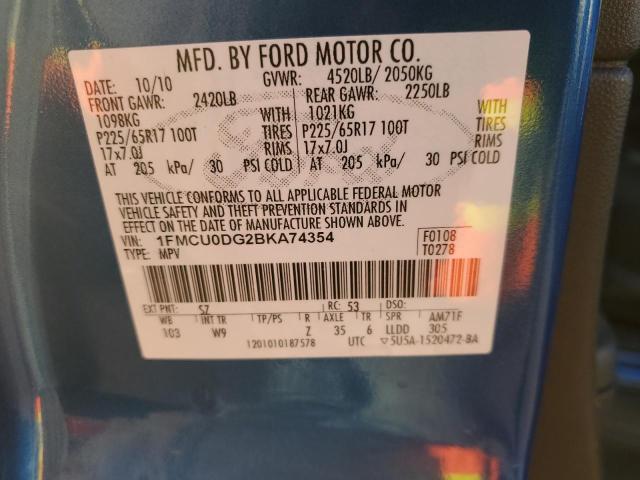 MFD. BY FORD MOTOR CO.
DATE: 10/10 GVWR: 4520LB/ 2050KG
FRONT GAWR: 2420LB REAR GAWR: 2250LB
1098KG WITH 1021KG WITH
P225/65R17 100T TIRES P225/65R17 100T TIRES
17x7.0J RIMS 17x7.0J RIMS
AT 205 kPa/ 30 PSI COLD AT 205 kPa/ 30 PSI COLD
THIS VEHICLE CONFORMS TO ALL APPLICABLE FEDERAL MOTOR
VEHICLE SAFETY AND THEFT PREVENTION STANDARDS IN
EFFECT ON THE DATE OF MANUFACTURE SHOWN ABOVE.
VIN: 1FMCU0DG2BKA74354 F0108
TYPE: MPV T0278
EXT PNT: SZ RC: 53 DSO:
WB INT TR TP/PS R AXLE TR SPR AM71F
103 W9 Z 35 6 LLDD 305
1201010187578 UTC ▽5U5A-1520472-BA